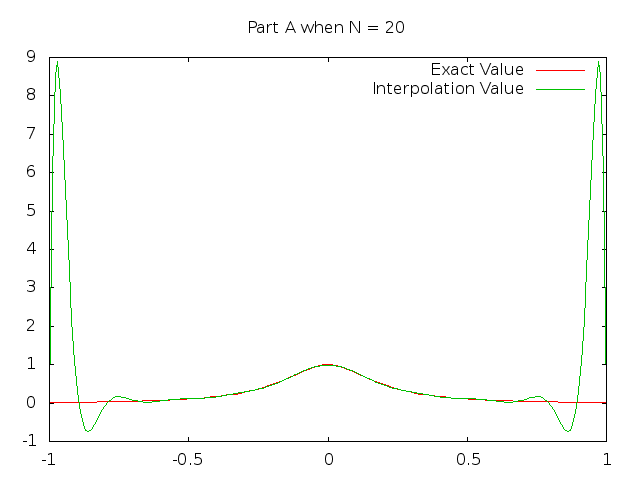 Part A when N = 20
Exact Value
Interpolation Value
9
8
7
6
5
4
3
2
1
0
-1
-1 -0.5 0 0.5 1